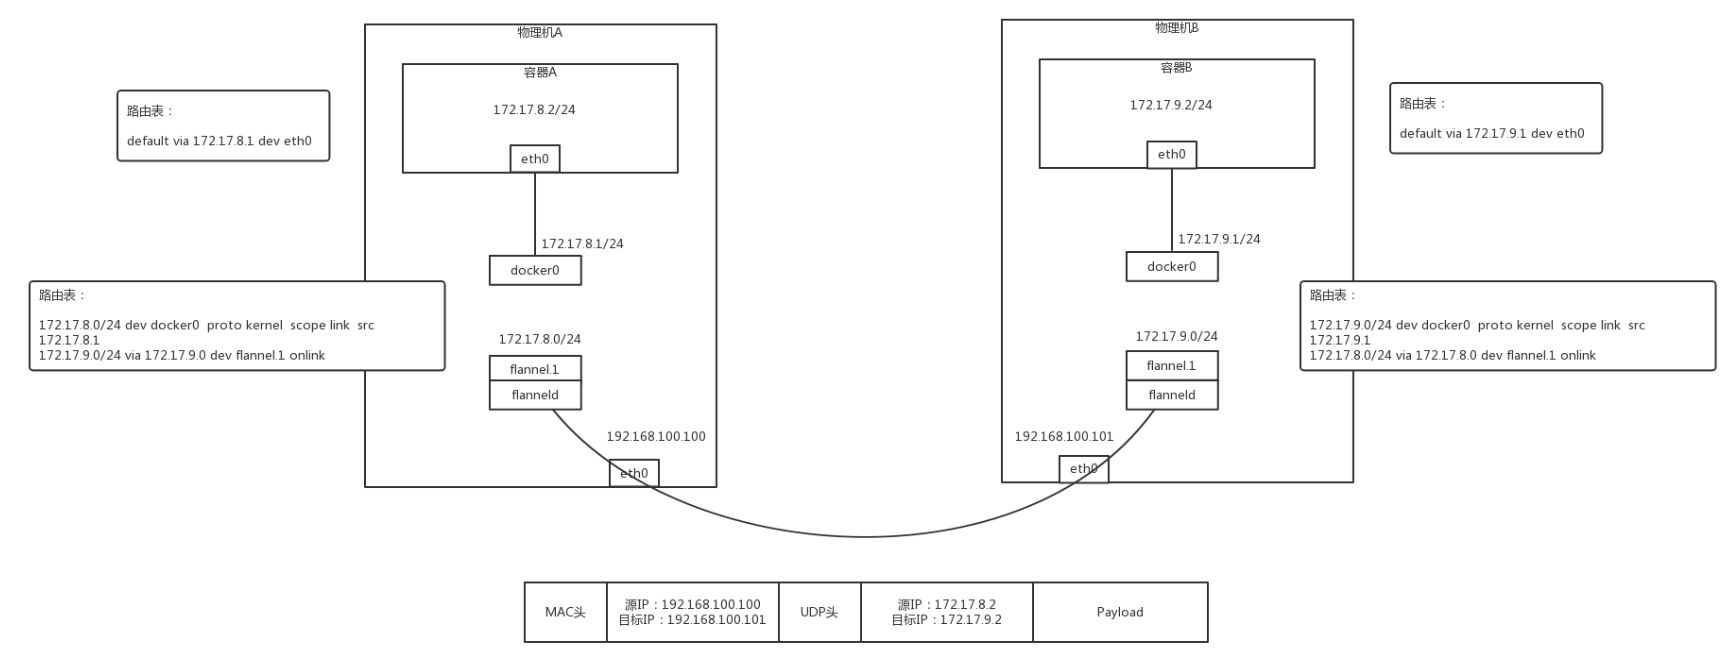 物理机A
容器A
172.17.8.2/24
eth0
路由表：
default via 172.17.8.1 dev eth0
172.17.8.1/24
docker0
路由表：
172.17.8.0/24 dev docker0  proto kernel  scope link  src
172.17.8.1
172.17.9.0/24 via 172.17.9.0 dev flannel.1 onlink
172.17.8.0/24
flannel.1
flanneld
192.168.100.100
eth0
物理机B
容器B
172.17.9.2/24
eth0
路由表：
default via 172.17.9.1 dev eth0
172.17.9.1/24
docker0
路由表：
172.17.9.0/24 dev docker0  proto kernel  scope link  src
172.17.9.1
172.17.8.0/24 via 172.17.8.0 dev flannel.1 onlink
172.17.9.0/24
flannel.1
flanneld
192.168.100.101
eth0
MAC头
源IP：192.168.100.100
目标IP：192.168.100.101
UDP头
源IP：172.17.8.2
目标IP：172.17.9.2
Payload